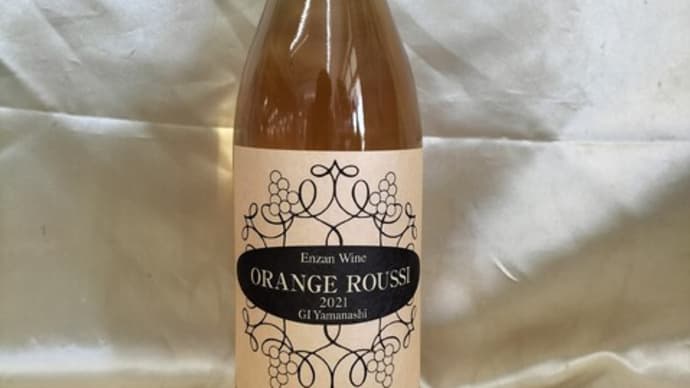 Enzan Wine
ORANGE ROUSSI
2021
GI Yamanashi